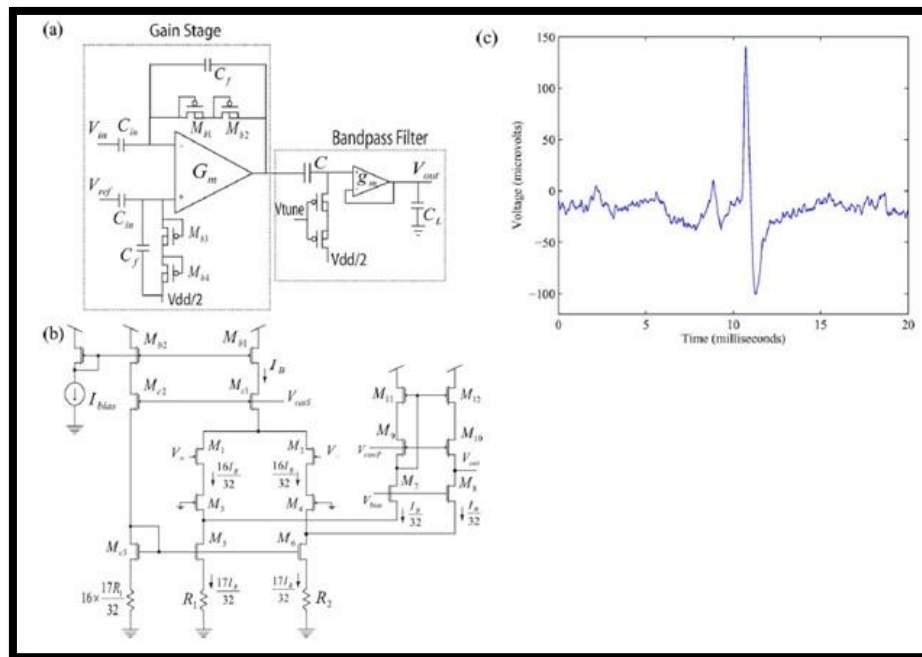 (a)
Gain Stage
C_f
M_b1 M_b2
V_in C_in
-
G_m
V_ref
+
C_in
M_b3
C_f
M_b4
Vdd/2
Bandpass Filter
C
-
g_m
+
V_out
Vtune
C_L
Vdd/2
(b)
M_b2 M_b1
I_B
I_bias
M_c2 M_c1
V_cas1
M_11 M_12
M_9 M_10
V_casP
V_out
M_1 M_2
V_+ V_-
16I_B/32 16I_B/32
M_7 M_8
V_bias
I_B/32 I_B/32
M_3 M_4
M_c3 M_5 M_6
17I_B/32 17I_B/32
16×17R_1/32
R_1 R_2
(c)
150
100
50
0
−50
−100
Voltage (microvolts)
0 5 10 15 20
Time (milliseconds)